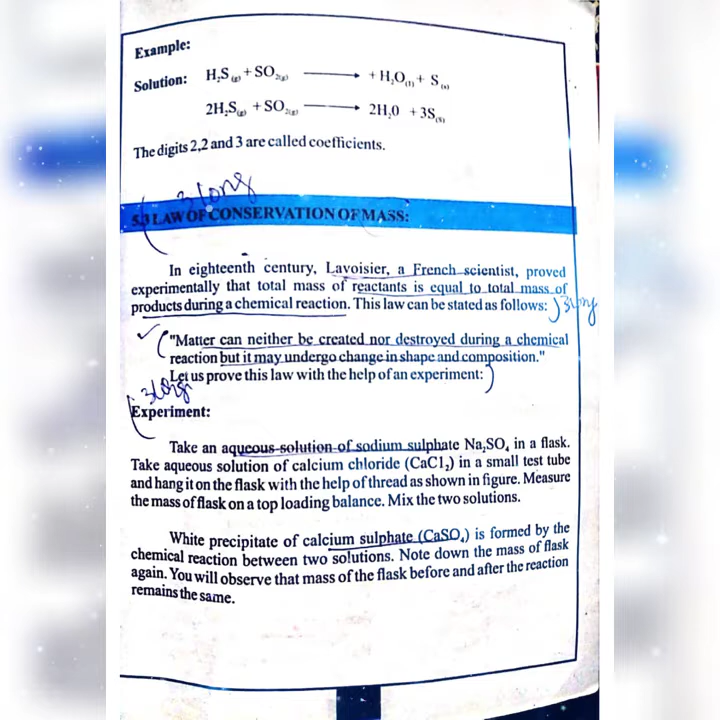 Example:
Solution: H₂S(g) + SO₂(g) ⟶ + H₂O(l) + S(s)
2H₂S(g) + SO₂(g) ⟶ 2H₂0 + 3S(s)
The digits 2,2 and 3 are called coefficients.
3 long
5.3 LAW OF CONSERVATION OF MASS:
In eighteenth century, Lavoisier, a French scientist, proved
experimentally that total mass of reactants is equal to total mass of
products during a chemical reaction. This law can be stated as follows: ) 3 long
"Matter can neither be created nor destroyed during a chemical
reaction but it may undergo change in shape and composition."
Let us prove this law with the help of an experiment:
3 long
Experiment:
Take an aqueous solution of sodium sulphate Na₂SO₄ in a flask.
Take aqueous solution of calcium chloride (CaC1₂) in a small test tube
and hang it on the flask with the help of thread as shown in figure. Measure
the mass of flask on a top loading balance. Mix the two solutions.
White precipitate of calcium sulphate (CaSO₄) is formed by the
chemical reaction between two solutions. Note down the mass of flask
again. You will observe that mass of the flask before and after the reaction
remains the same.